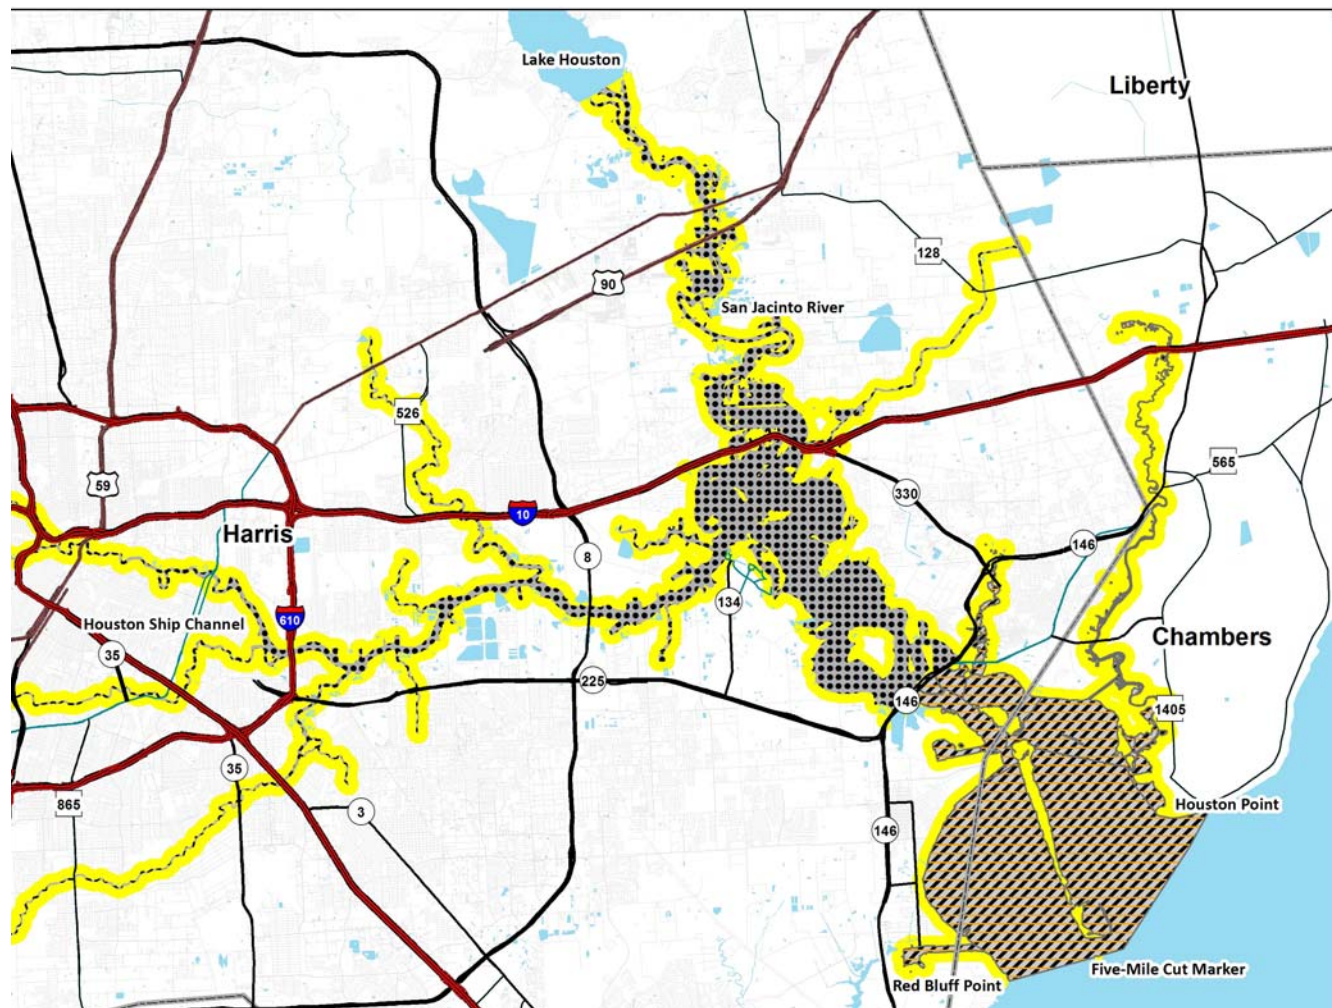 Lake Houston
Liberty
128
90
San Jacinto River
526
565
59
330
10
Harris
146
8
134
610
Houston Ship Channel
35
Chambers
225
146
1405
35
865
3
Houston Point
146
Five-Mile Cut Marker
Red Bluff Point